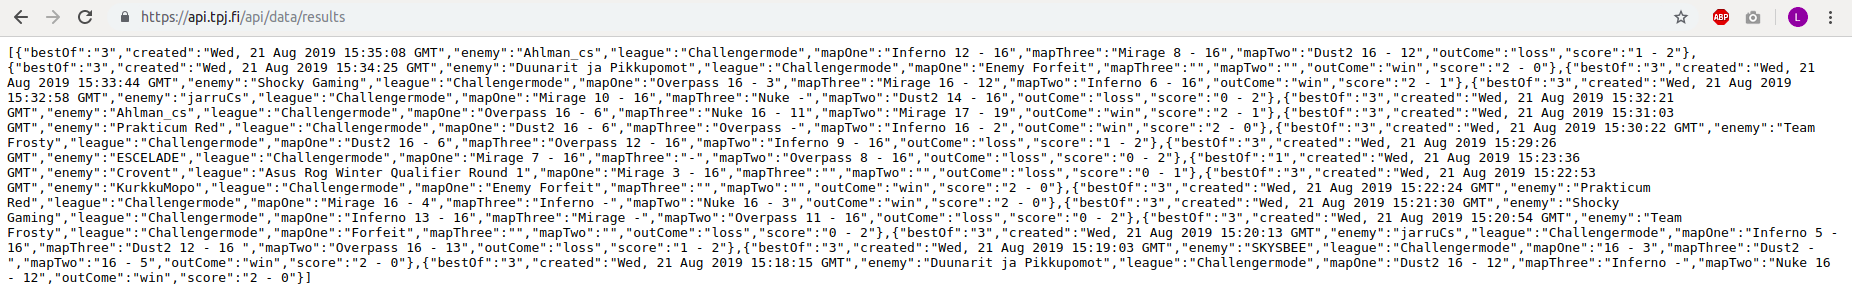 https://api.tpj.fi/api/data/results
ABP
L
[{"bestOf":"3","created":"Wed, 21 Aug 2019 15:35:08 GMT","enemy":"Ahlman_cs","league":"Challengermode","mapOne":"Inferno 12 - 16","mapThree":"Mirage 8 - 16","mapTwo":"Dust2 16 - 12","outCome":"loss","score":"1 - 2"},
{"bestOf":"3","created":"Wed, 21 Aug 2019 15:34:25 GMT","enemy":"Duunarit ja Pikkupomot","league":"Challengermode","mapOne":"Enemy Forfeit","mapThree":"","mapTwo":"","outCome":"win","score":"2 - 0"},{"bestOf":"3","created":"Wed, 21
Aug 2019 15:33:44 GMT","enemy":"Shocky Gaming","league":"Challengermode","mapOne":"Overpass 16 - 3","mapThree":"Mirage 16 - 12","mapTwo":"Inferno 6 - 16","outCome":"win","score":"2 - 1"},{"bestOf":"3","created":"Wed, 21 Aug 2019
15:32:58 GMT","enemy":"jarruCs","league":"Challengermode","mapOne":"Mirage 10 - 16","mapThree":"Nuke -","mapTwo":"Dust2 14 - 16","outCome":"loss","score":"0 - 2"},{"bestOf":"3","created":"Wed, 21 Aug 2019 15:32:21
GMT","enemy":"Ahlman_cs","league":"Challengermode","mapOne":"Overpass 16 - 6","mapThree":"Nuke 16 - 11","mapTwo":"Mirage 17 - 19","outCome":"win","score":"2 - 1"},{"bestOf":"3","created":"Wed, 21 Aug 2019 15:31:03
GMT","enemy":"Prakticum Red","league":"Challengermode","mapOne":"Dust2 16 - 6","mapThree":"Overpass -","mapTwo":"Inferno 16 - 2","outCome":"win","score":"2 - 0"},{"bestOf":"3","created":"Wed, 21 Aug 2019 15:30:22 GMT","enemy":"Team
Frosty","league":"Challengermode","mapOne":"Dust2 16 - 6","mapThree":"Overpass 12 - 16","mapTwo":"Inferno 9 - 16","outCome":"loss","score":"1 - 2"},{"bestOf":"3","created":"Wed, 21 Aug 2019 15:29:26
GMT","enemy":"ESCELADE","league":"Challengermode","mapOne":"Mirage 7 - 16","mapThree":"-","mapTwo":"Overpass 8 - 16","outCome":"loss","score":"0 - 2"},{"bestOf":"1","created":"Wed, 21 Aug 2019 15:23:36
GMT","enemy":"Crovent","league":"Asus Rog Winter Qualifier Round 1","mapOne":"Mirage 3 - 16","mapThree":"","mapTwo":"","outCome":"loss","score":"0 - 1"},{"bestOf":"3","created":"Wed, 21 Aug 2019 15:22:53
GMT","enemy":"KurkkuMopo","league":"Challengermode","mapOne":"Enemy Forfeit","mapThree":"","mapTwo":"","outCome":"win","score":"2 - 0"},{"bestOf":"3","created":"Wed, 21 Aug 2019 15:22:24 GMT","enemy":"Prakticum
Red","league":"Challengermode","mapOne":"Mirage 16 - 4","mapThree":"Inferno -","mapTwo":"Nuke 16 - 3","outCome":"win","score":"2 - 0"},{"bestOf":"3","created":"Wed, 21 Aug 2019 15:21:30 GMT","enemy":"Shocky
Gaming","league":"Challengermode","mapOne":"Inferno 13 - 16","mapThree":"Mirage -","mapTwo":"Overpass 11 - 16","outCome":"loss","score":"0 - 2"},{"bestOf":"3","created":"Wed, 21 Aug 2019 15:20:54 GMT","enemy":"Team
Frosty","league":"Challengermode","mapOne":"Forfeit","mapThree":"","mapTwo":"","outCome":"loss","score":"0 - 2"},{"bestOf":"3","created":"Wed, 21 Aug 2019 15:20:13 GMT","enemy":"jarruCs","league":"Challengermode","mapOne":"Inferno 5 -
16","mapThree":"Dust2 12 - 16 ","mapTwo":"Overpass 16 - 13","outCome":"loss","score":"1 - 2"},{"bestOf":"3","created":"Wed, 21 Aug 2019 15:19:03 GMT","enemy":"SKYSBEE","league":"Challengermode","mapOne":"16 - 3","mapThree":"Dust2 -
","mapTwo":"16 - 5","outCome":"win","score":"2 - 0"},{"bestOf":"3","created":"Wed, 21 Aug 2019 15:18:15 GMT","enemy":"Duunarit ja Pikkupomot","league":"Challengermode","mapOne":"Dust2 16 - 12","mapThree":"Inferno -","mapTwo":"Nuke 16
- 12","outCome":"win","score":"2 - 0"}]